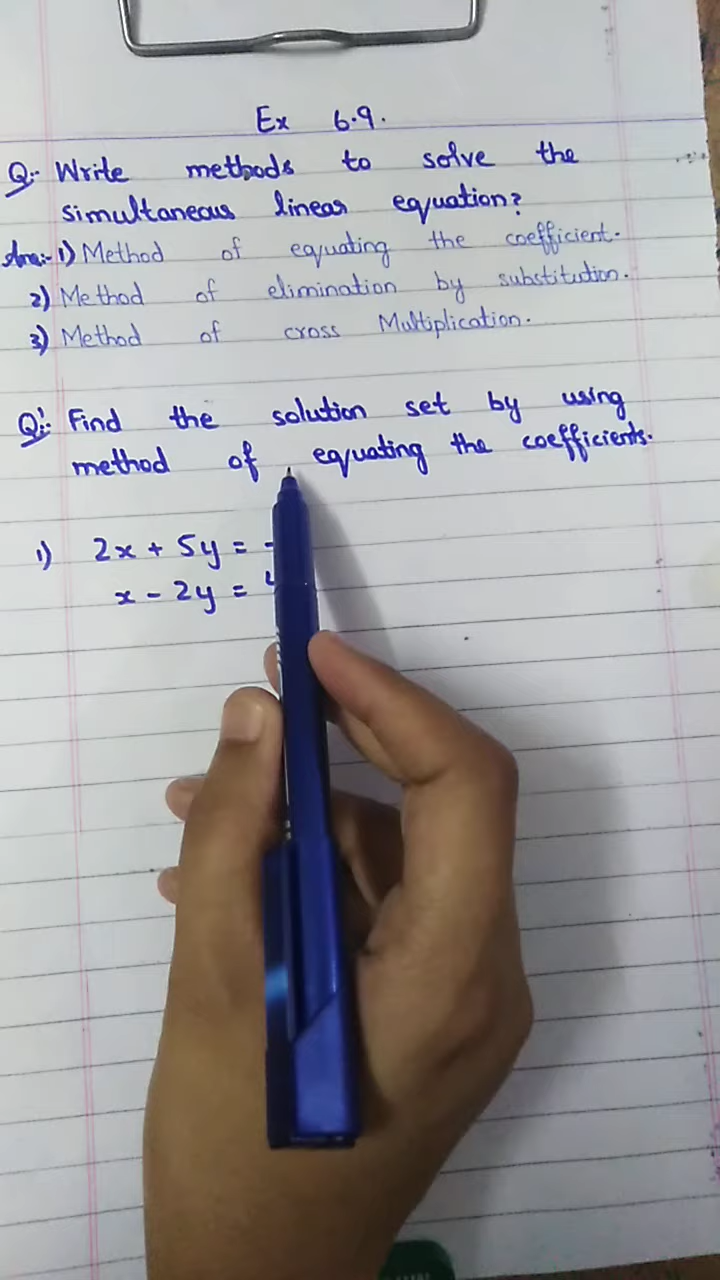 Ex 6.9.
Q:- Write methods to solve the
simultaneous linear equation?
Ans:- 1) Method of equating the coefficient.
2) Method of elimination by substitution.
3) Method of cross Multiplication.
Q:- Find the solution set by using
method of equating the coefficients.
1) 2x + 5y = -
x - 2y =